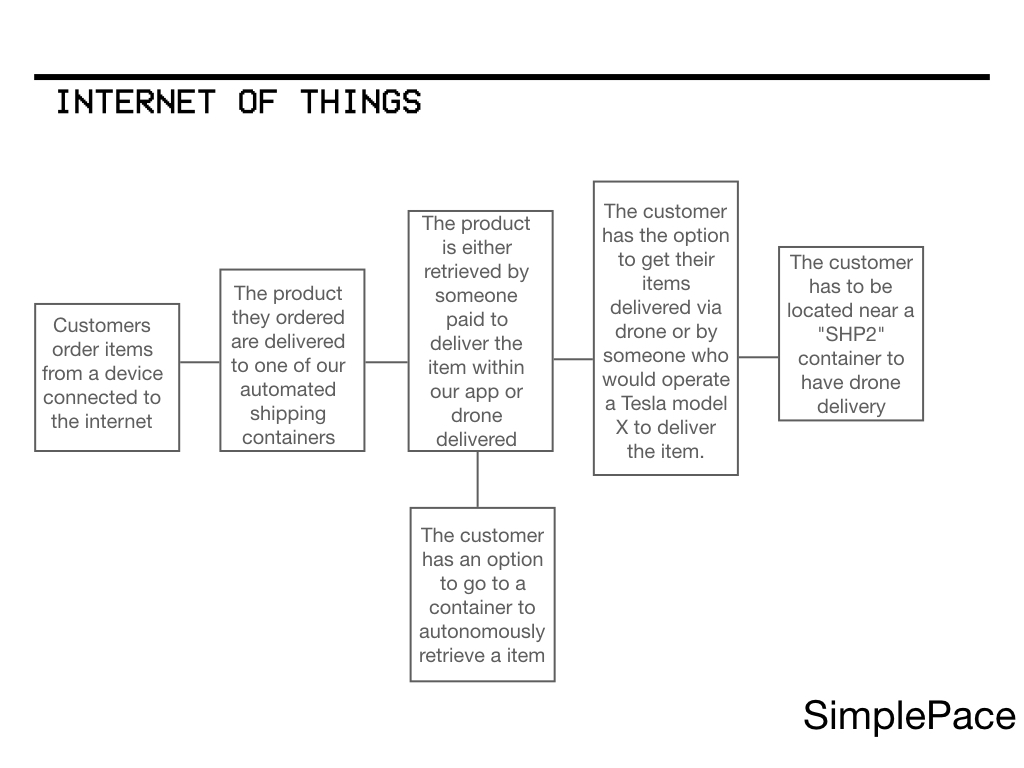 INTERNET OF THINGS
Customers
order items
from a device
connected to
the internet
The product
they ordered
are delivered
to one of our
automated
shipping
containers
The product
is either
retrieved by
someone
paid to
deliver the
item within
our app or
drone
delivered
The customer
has the option
to get their
items
delivered via
drone or by
someone who
would operate
a Tesla model
X to deliver
the item.
The customer
has to be
located near a
"SHP2"
container to
have drone
delivery
The customer
has an option
to go to a
container to
autonomously
retrieve a item
SimplePace